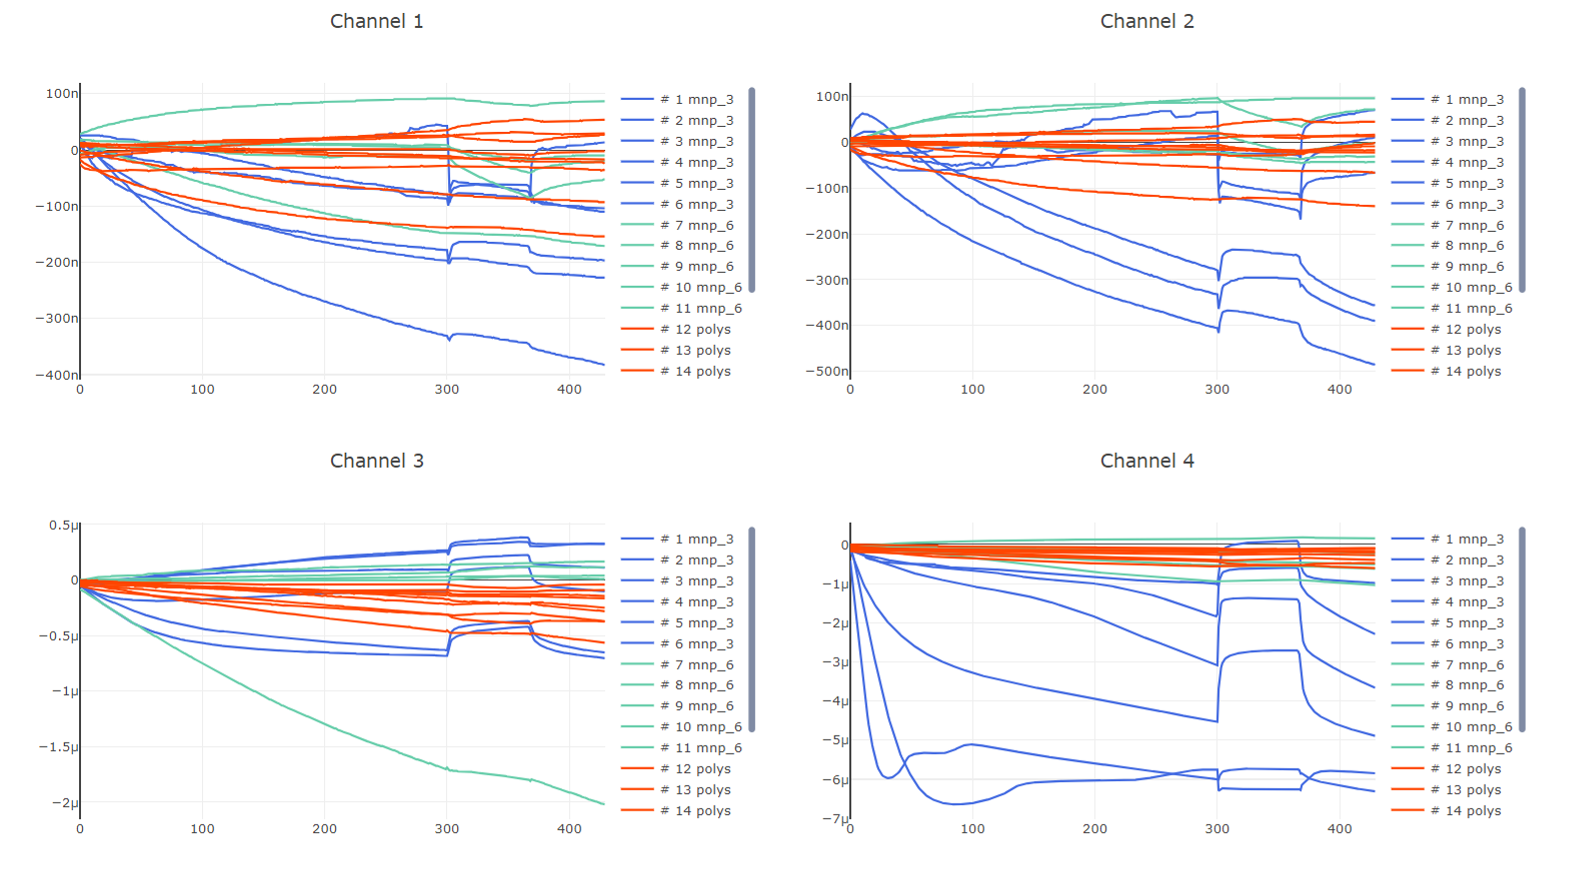 Channel 1
100n
0
−100n
−200n
−300n
−400n
0 100 200 300 400
# 1 mnp_3
# 2 mnp_3
# 3 mnp_3
# 4 mnp_3
# 5 mnp_3
# 6 mnp_3
# 7 mnp_6
# 8 mnp_6
# 9 mnp_6
# 10 mnp_6
# 11 mnp_6
# 12 polys
# 13 polys
# 14 polys
Channel 2
100n
0
−100n
−200n
−300n
−400n
−500n
0 100 200 300 400
# 1 mnp_3
# 2 mnp_3
# 3 mnp_3
# 4 mnp_3
# 5 mnp_3
# 6 mnp_3
# 7 mnp_6
# 8 mnp_6
# 9 mnp_6
# 10 mnp_6
# 11 mnp_6
# 12 polys
# 13 polys
# 14 polys
Channel 3
0.5μ
0
−0.5μ
−1μ
−1.5μ
−2μ
0 100 200 300 400
# 1 mnp_3
# 2 mnp_3
# 3 mnp_3
# 4 mnp_3
# 5 mnp_3
# 6 mnp_3
# 7 mnp_6
# 8 mnp_6
# 9 mnp_6
# 10 mnp_6
# 11 mnp_6
# 12 polys
# 13 polys
# 14 polys
Channel 4
0
−1μ
−2μ
−3μ
−4μ
−5μ
−6μ
−7μ
0 100 200 300 400
# 1 mnp_3
# 2 mnp_3
# 3 mnp_3
# 4 mnp_3
# 5 mnp_3
# 6 mnp_3
# 7 mnp_6
# 8 mnp_6
# 9 mnp_6
# 10 mnp_6
# 11 mnp_6
# 12 polys
# 13 polys
# 14 polys